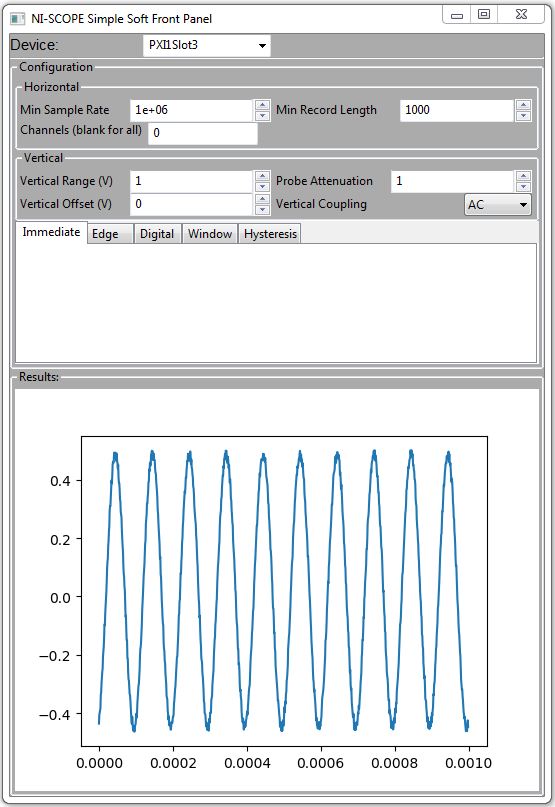 NI-SCOPE Simple Soft Front Panel
Device: PXI1Slot3
Configuration
Horizontal
Min Sample Rate 1e+06 Min Record Length 1000
Channels (blank for all) 0
Vertical
Vertical Range (V) 1 Probe Attenuation 1
Vertical Offset (V) 0 Vertical Coupling AC
Immediate Edge Digital Window Hysteresis
Results:
0.4
0.2
0.0
−0.2
−0.4
0.0000 0.0002 0.0004 0.0006 0.0008 0.0010